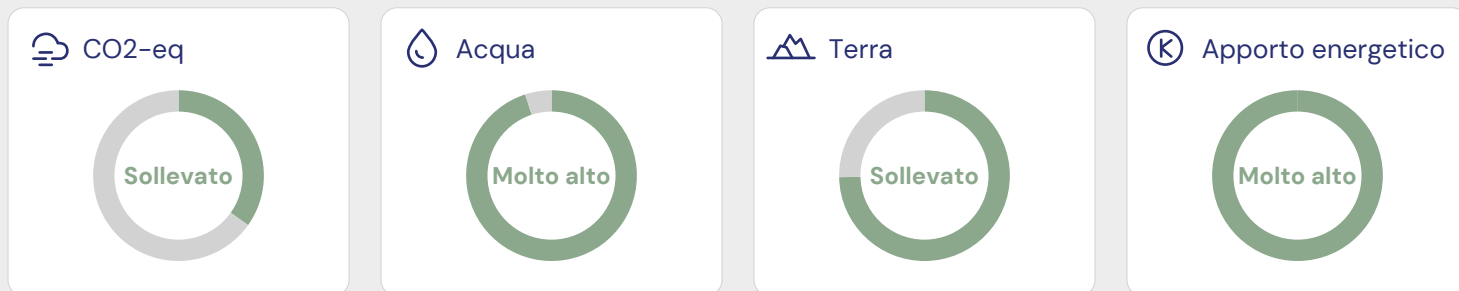 CO2-eq
Sollevato
Acqua
Molto alto
Terra
Sollevato
Apporto energetico
Molto alto